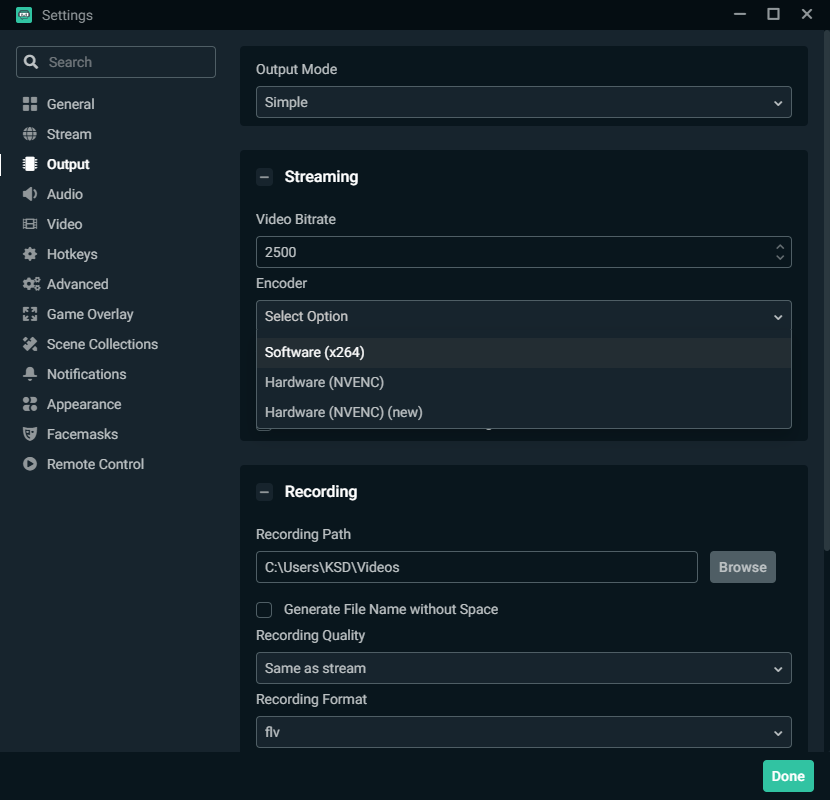 Settings
Search
General
Stream
Output
Audio
Video
Hotkeys
Advanced
Game Overlay
Scene Collections
Notifications
Appearance
Facemasks
Remote Control
Output Mode
Simple
Streaming
Video Bitrate
2500
Encoder
Select Option
Software (x264)
Hardware (NVENC)
Hardware (NVENC) (new)
Recording
Recording Path
C:\Users\KSD\Videos
Browse
Generate File Name without Space
Recording Quality
Same as stream
Recording Format
flv
Done